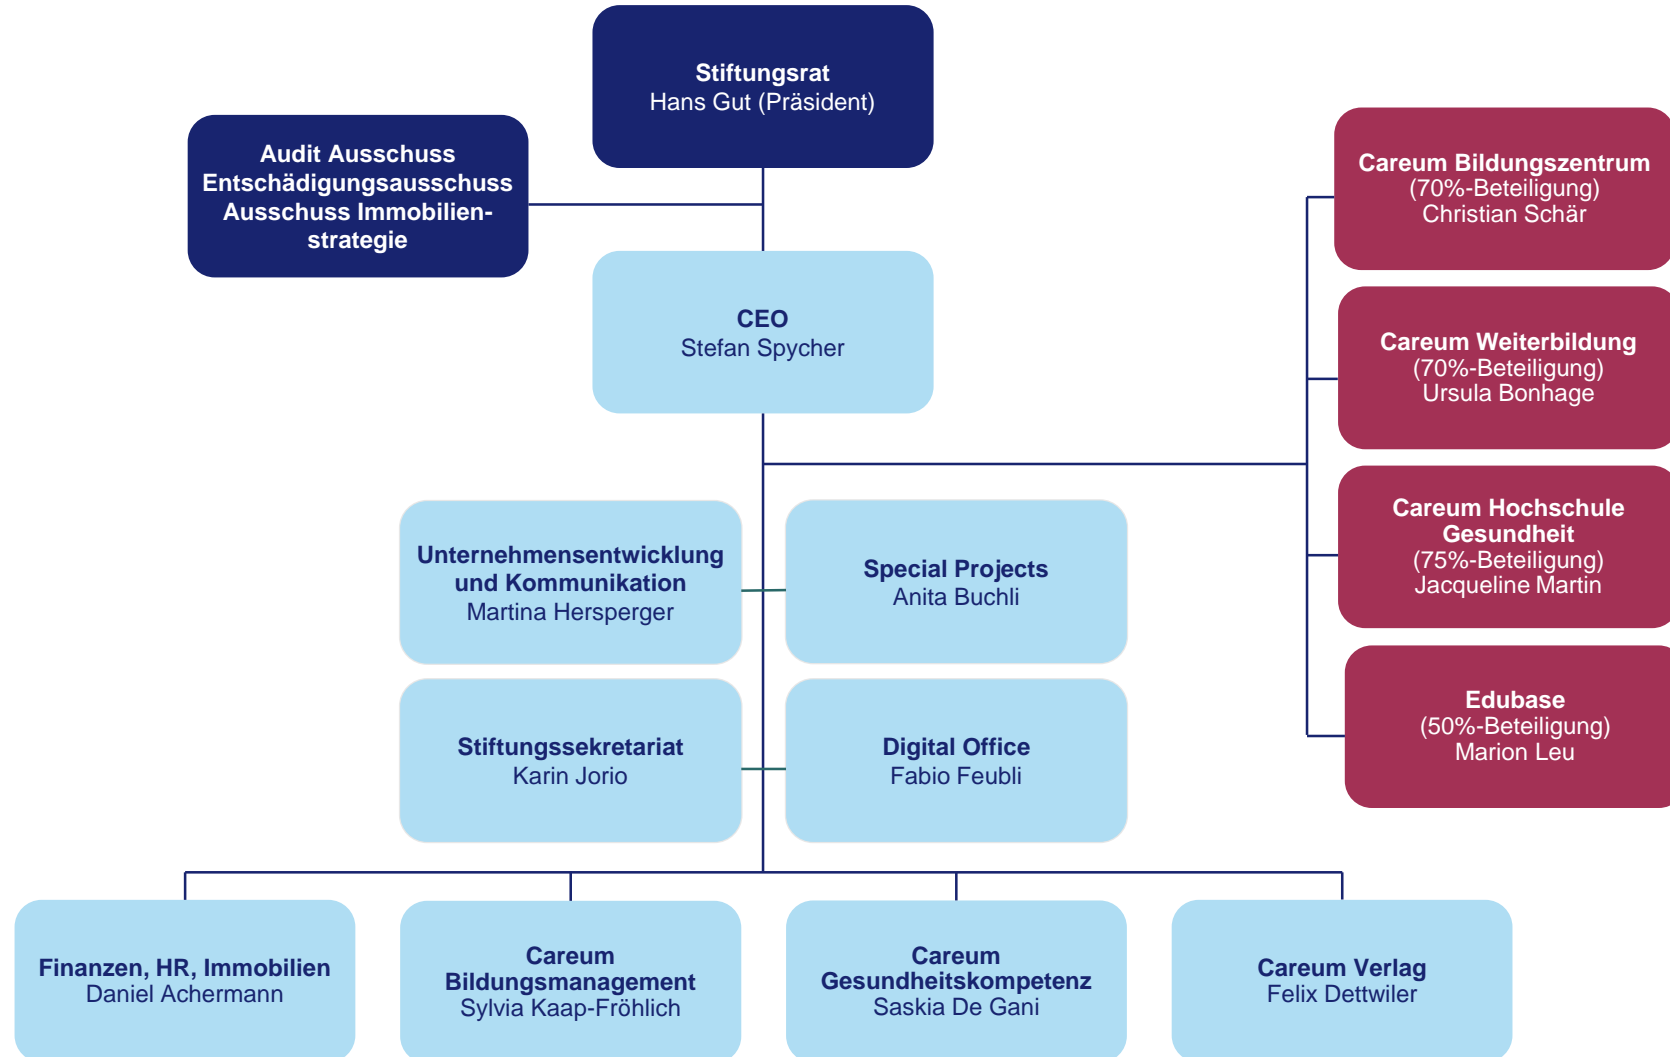 Stiftungsrat
Hans Gut (Präsident)
Audit Ausschuss
Entschädigungsausschuss
Ausschuss Immobilien-
strategie
CEO
Stefan Spycher
Careum Bildungszentrum
(70%-Beteiligung)
Christian Schär
Careum Weiterbildung
(70%-Beteiligung)
Ursula Bonhage
Careum Hochschule
Gesundheit
(75%-Beteiligung)
Jacqueline Martin
Edubase
(50%-Beteiligung)
Marion Leu
Unternehmensentwicklung
und Kommunikation
Martina Hersperger
Special Projects
Anita Buchli
Stiftungssekretariat
Karin Jorio
Digital Office
Fabio Feubli
Finanzen, HR, Immobilien
Daniel Achermann
Careum
Bildungsmanagement
Sylvia Kaap-Fröhlich
Careum
Gesundheitskompetenz
Saskia De Gani
Careum Verlag
Felix Dettwiler